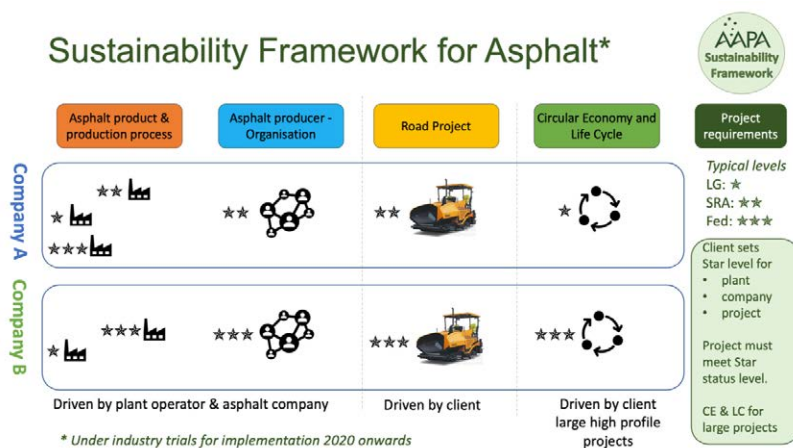 Sustainability Framework for Asphalt*
AAPA
Sustainability
Framework
Asphalt product &
production process
Asphalt producer -
Organisation
Road Project
Circular Economy and
Life Cycle
Project
requirements
Company A
Company B
Typical levels
LG: ★
SRA: ★★
Fed: ★★★
Client sets
Star level for
• plant
• company
• project
Project must
meet Star
status level.
CE & LC for
large projects
Driven by plant operator & asphalt company
Driven by client
Driven by client
large high profile
projects
* Under industry trials for implementation 2020 onwards